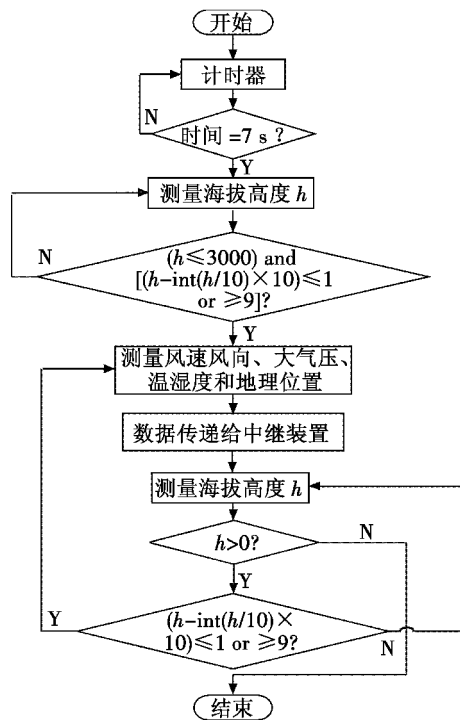 开始
计时器
N
时间=7 s？
Y
测量海拔高度 h
N
(h≤3000) and
[(h-int(h/10)×10)≤1
or ≥9]?
Y
测量风速风向、大气压、
温湿度和地理位置
数据传递给中继装置
测量海拔高度 h
h>0?
N
Y
Y
(h-int(h/10)×
10)≤1 or ≥9?
N
结束